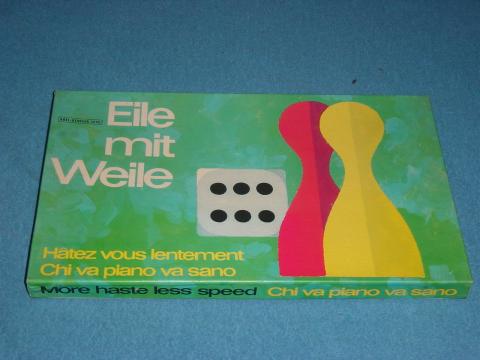 Eile
mit
Weile
Hâtez vous lentement
Chi va piano va sano
More haste less speed Chi va piano va sano